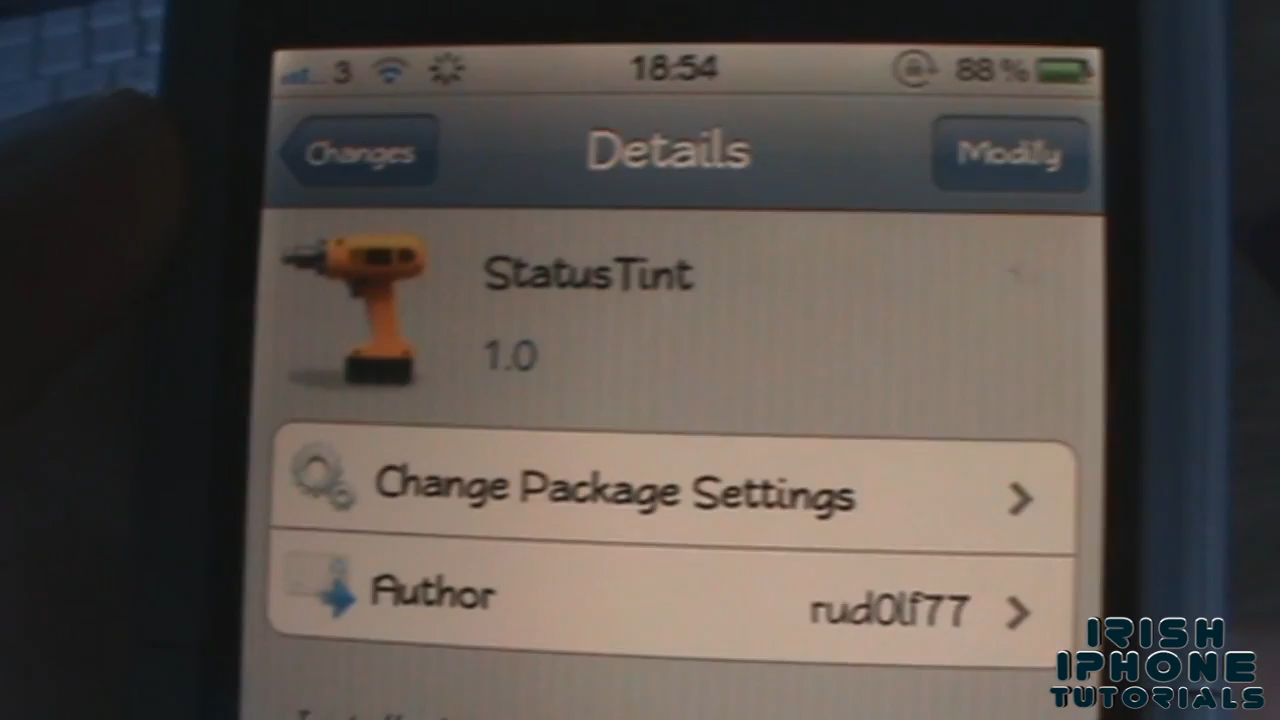 3 18:54 88%
Changes Details Modify
StatusTint
1.0
Change Package Settings
Author rud0lf77
IRISH
IPHONE
TUTORIALS